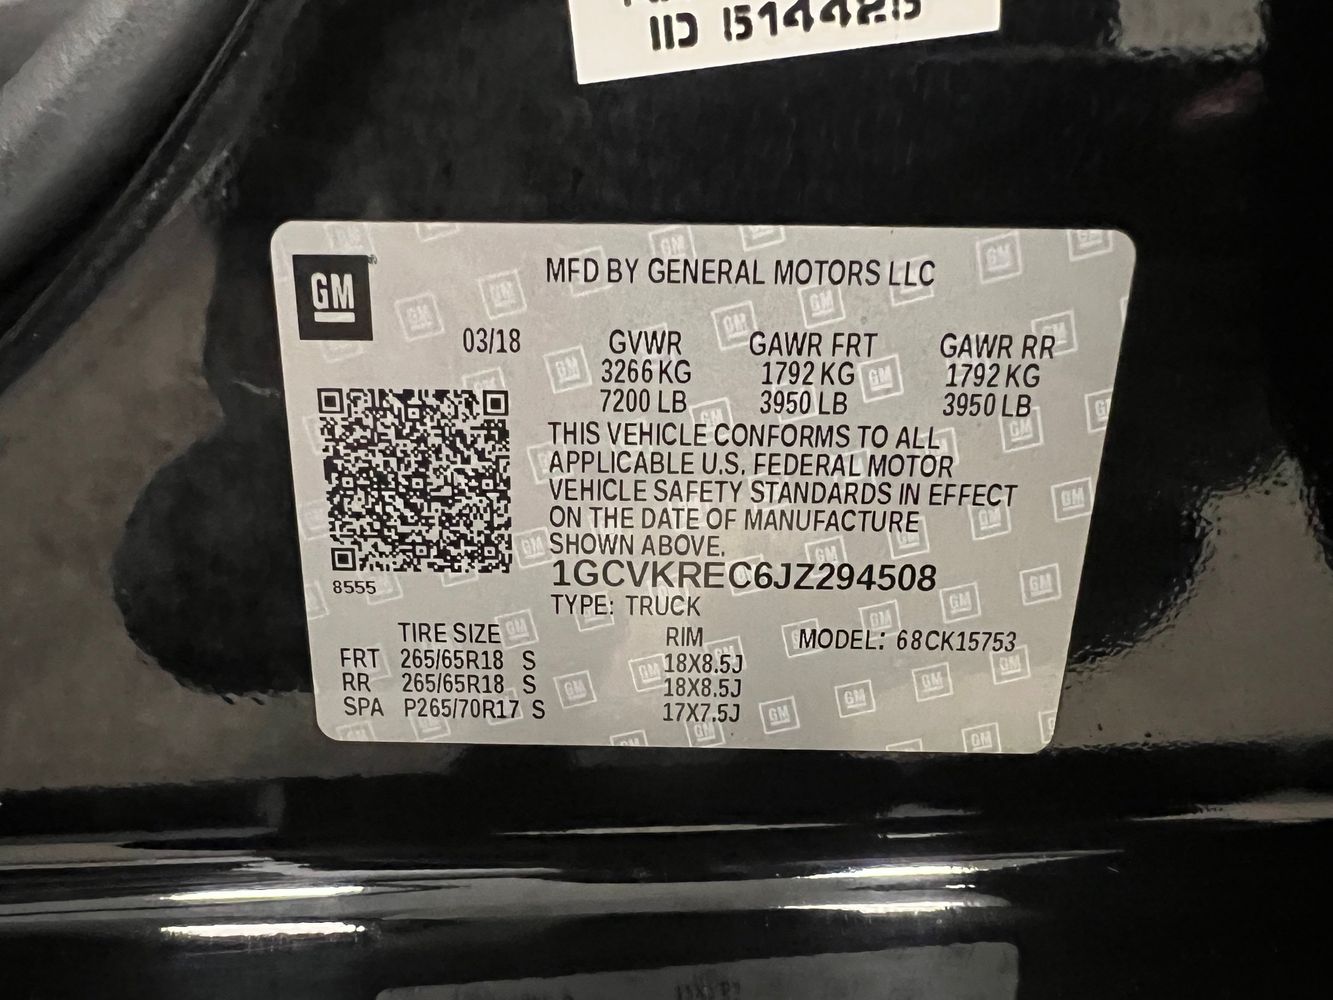 MFD BY GENERAL MOTORS LLC
GM
03/18 GVWR GAWR FRT GAWR RR
3266 KG 1792 KG 1792 KG
7200 LB 3950 LB 3950 LB
THIS VEHICLE CONFORMS TO ALL
APPLICABLE U.S. FEDERAL MOTOR
VEHICLE SAFETY STANDARDS IN EFFECT
ON THE DATE OF MANUFACTURE
SHOWN ABOVE.
8555
1GCVKREC6JZ294508
TYPE: TRUCK
TIRE SIZE RIM MODEL: 68CK15753
FRT 265/65R18 S 18X8.5J
RR 265/65R18 S 18X8.5J
SPA P265/70R17 S 17X7.5J